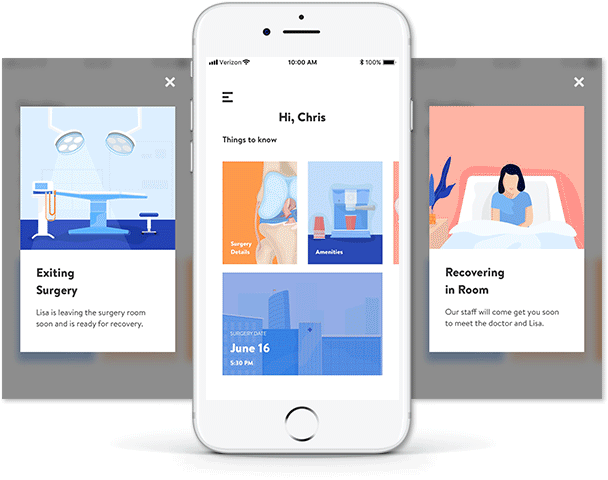 Verizon
10:00 AM
100%
Hi, Chris
Things to know
Surgery
Details
Amenities
SURGERY DATE
June 16
5:30 PM
Exiting
Surgery
Lisa is leaving the surgery room
soon and is ready for recovery.
Recovering
in Room
Our staff will come get you soon
to meet the doctor and Lisa.